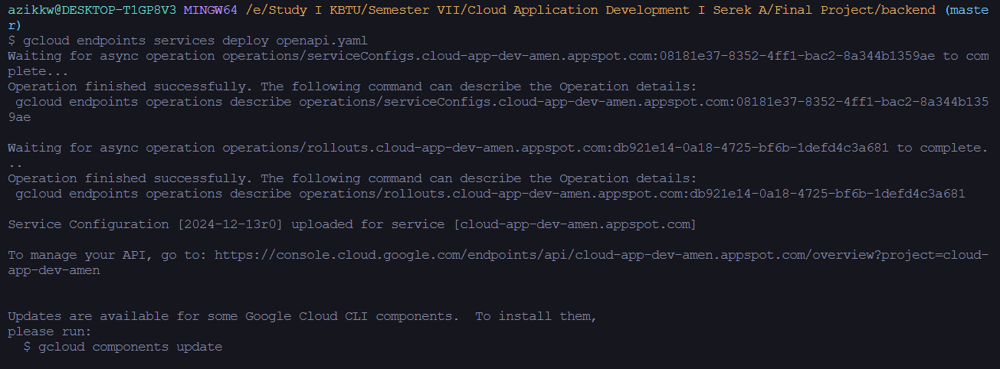 azikkw@DESKTOP-T1GP8V3 MINGW64 /e/Study I KBTU/Semester VII/Cloud Application Development I Serek A/Final Project/backend (maste
r)
$ gcloud endpoints services deploy openapi.yaml
Waiting for async operation operations/serviceConfigs.cloud-app-dev-amen.appspot.com:08181e37-8352-4ff1-bac2-8a344b1359ae to com
plete...
Operation finished successfully. The following command can describe the Operation details:
 gcloud endpoints operations describe operations/serviceConfigs.cloud-app-dev-amen.appspot.com:08181e37-8352-4ff1-bac2-8a344b135
9ae

Waiting for async operation operations/rollouts.cloud-app-dev-amen.appspot.com:db921e14-0a18-4725-bf6b-1defd4c3a681 to complete.
..
Operation finished successfully. The following command can describe the Operation details:
 gcloud endpoints operations describe operations/rollouts.cloud-app-dev-amen.appspot.com:db921e14-0a18-4725-bf6b-1defd4c3a681

Service Configuration [2024-12-13r0] uploaded for service [cloud-app-dev-amen.appspot.com]

To manage your API, go to: https://console.cloud.google.com/endpoints/api/cloud-app-dev-amen.appspot.com/overview?project=cloud-
app-dev-amen

Updates are available for some Google Cloud CLI components.  To install them,
please run:
  $ gcloud components update